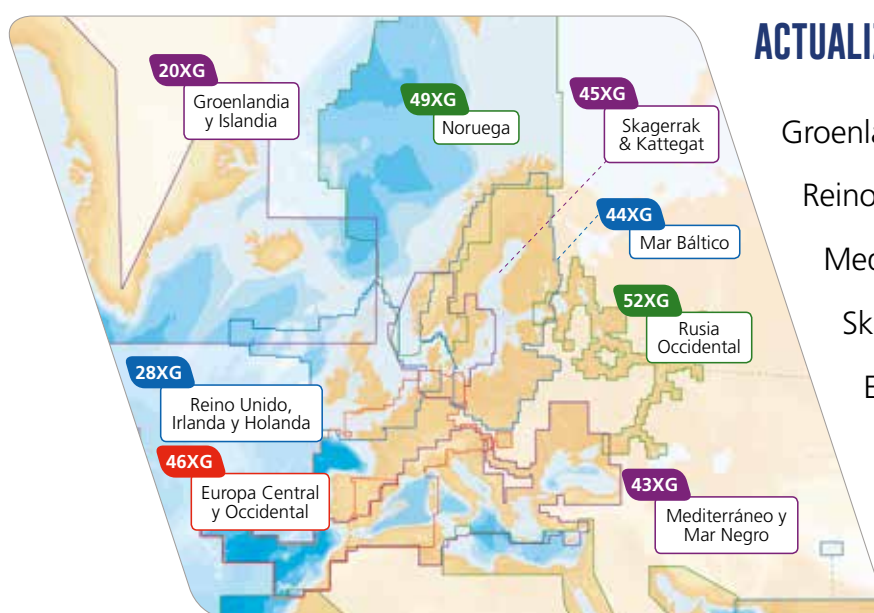 ACTUALIZ
20XG
Groenlandia
y Islandia
49XG
Noruega
45XG
Skagerrak
& Kattegat
44XG
Mar Báltico
52XG
Rusia
Occidental
28XG
Reino Unido,
Irlanda y Holanda
46XG
Europa Central
y Occidental
43XG
Mediterráneo y
Mar Negro
Groenla
Reino
Med
Sk
E